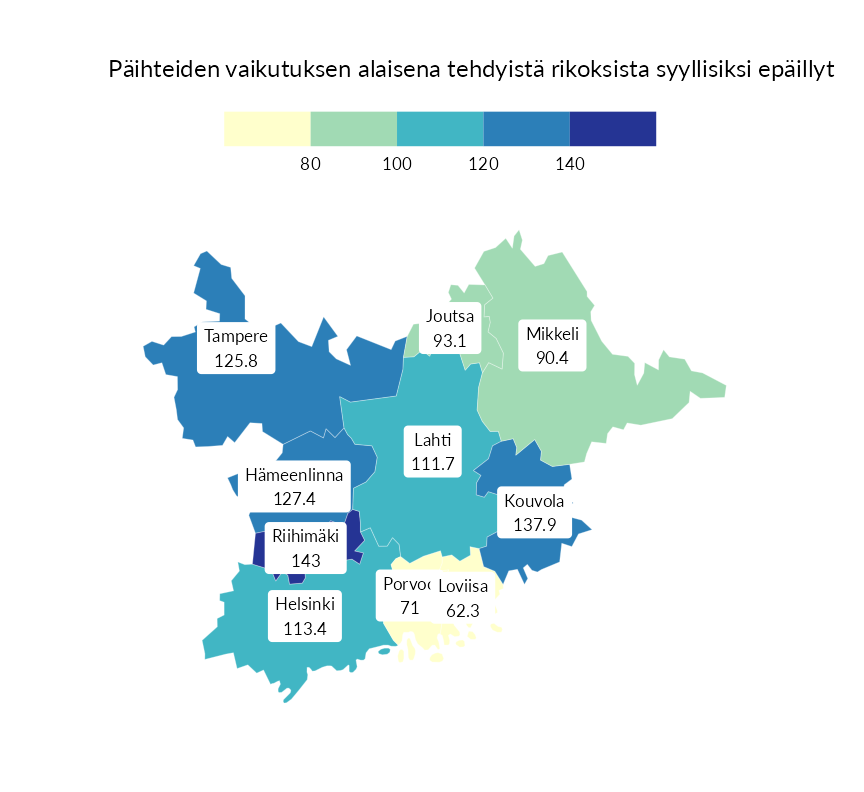 Päihteiden vaikutuksen alaisena tehdyistä rikoksista syyllisiksi epäillyt
80 100 120 140
Joutsa
93.1
Tampere
125.8
Mikkeli
90.4
Lahti
111.7
Hämeenlinna
127.4
Kouvola
137.9
Riihimäki
143
Porvoo
71
Loviisa
62.3
Helsinki
113.4